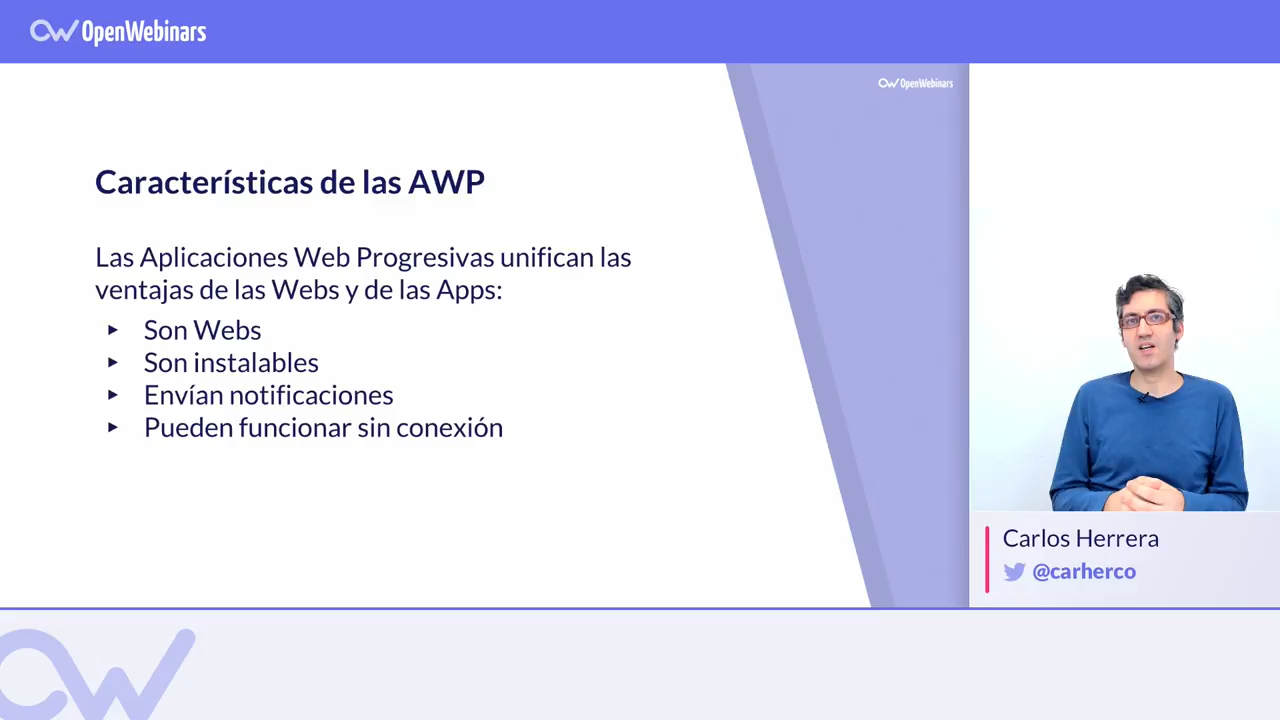 OpenWebinars
OpenWebinars
Características de las AWP
Las Aplicaciones Web Progresivas unifican las
ventajas de las Webs y de las Apps:
Son Webs
Son instalables
Envían notificaciones
Pueden funcionar sin conexión
Carlos Herrera
@carherco